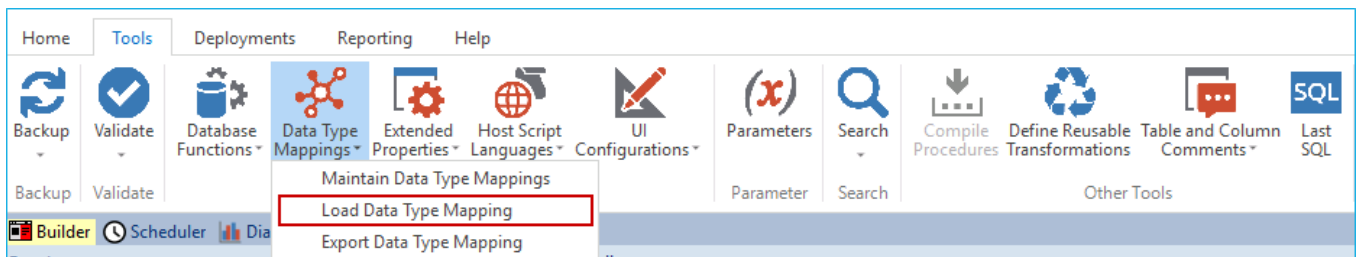 Home Tools Deployments Reporting Help
SQL
Backup Validate Database Functions Data Type Mappings Extended Properties Host Script Languages UI Configurations (x) Parameters Search Compile Procedures Define Reusable Transformations Table and Column Comments Last SQL
Backup Validate Parameter Search Other Tools
Maintain Data Type Mappings
Load Data Type Mapping
Export Data Type Mapping
Builder Scheduler Dia